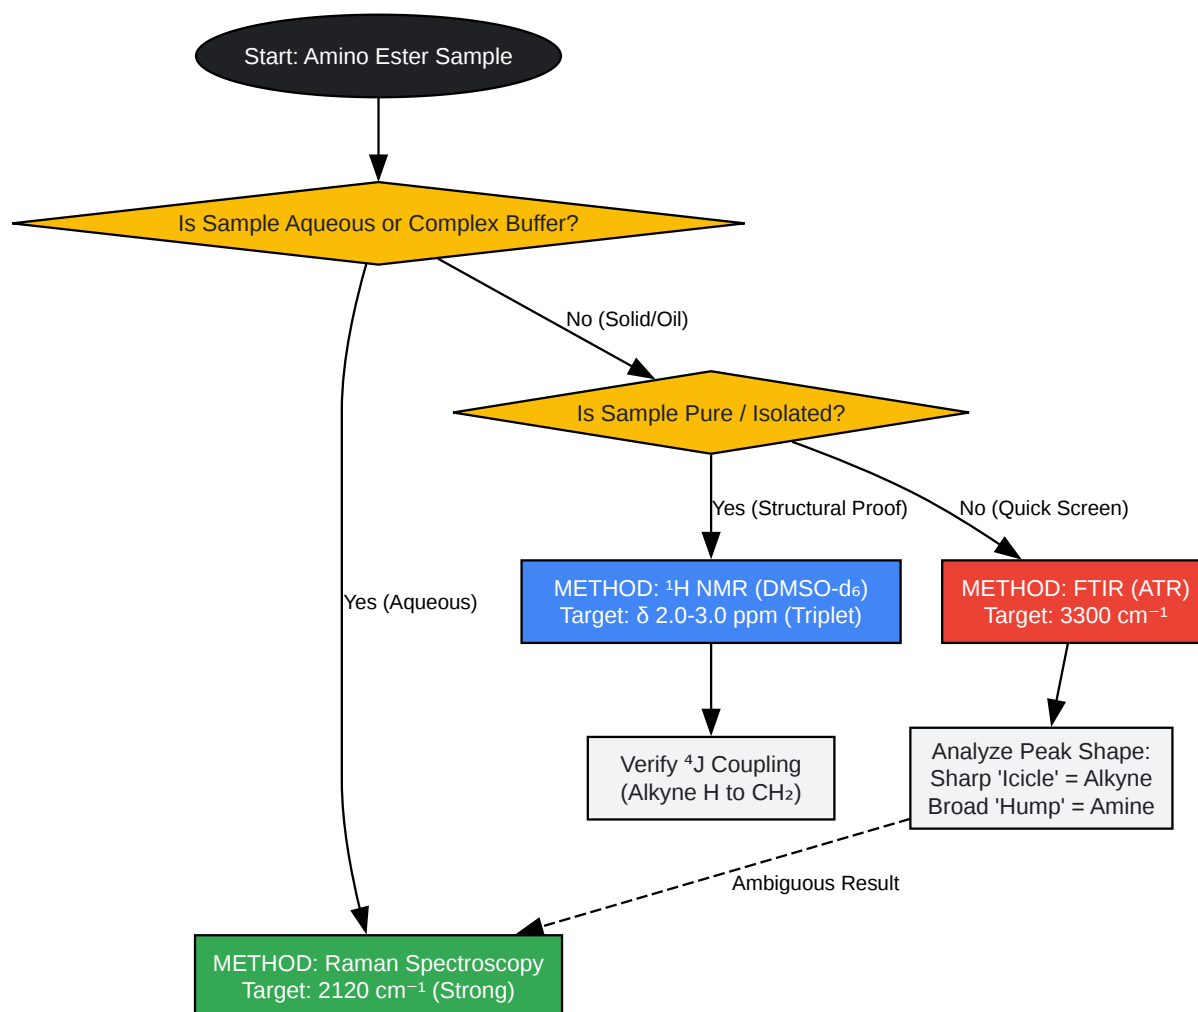 Start: Amino Ester Sample
Is Sample Aqueous or Complex Buffer?
No (Solid/Oil)
Is Sample Pure / Isolated?
Yes (Structural Proof)
No (Quick Screen)
METHOD: ¹H NMR (DMSO-d₆)
Target: δ 2.0-3.0 ppm (Triplet)
METHOD: FTIR (ATR)
Target: 3300 cm⁻¹
Yes (Aqueous)
Verify ⁴J Coupling
(Alkyne H to CH₂)
Analyze Peak Shape:
Sharp 'Icicle' = Alkyne
Broad 'Hump' = Amine
Ambiguous Result
METHOD: Raman Spectroscopy
Target: 2120 cm⁻¹ (Strong)